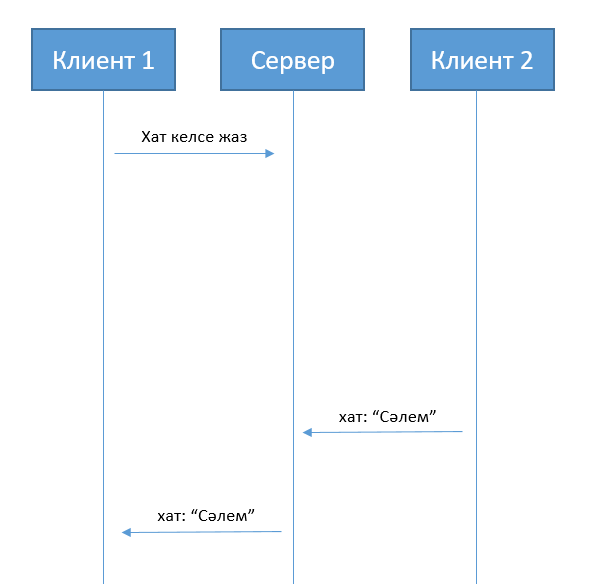 Клиент 1
Сервер
Клиент 2
Хат келсе жаз
хат: “Сәлем”
хат: “Сәлем”